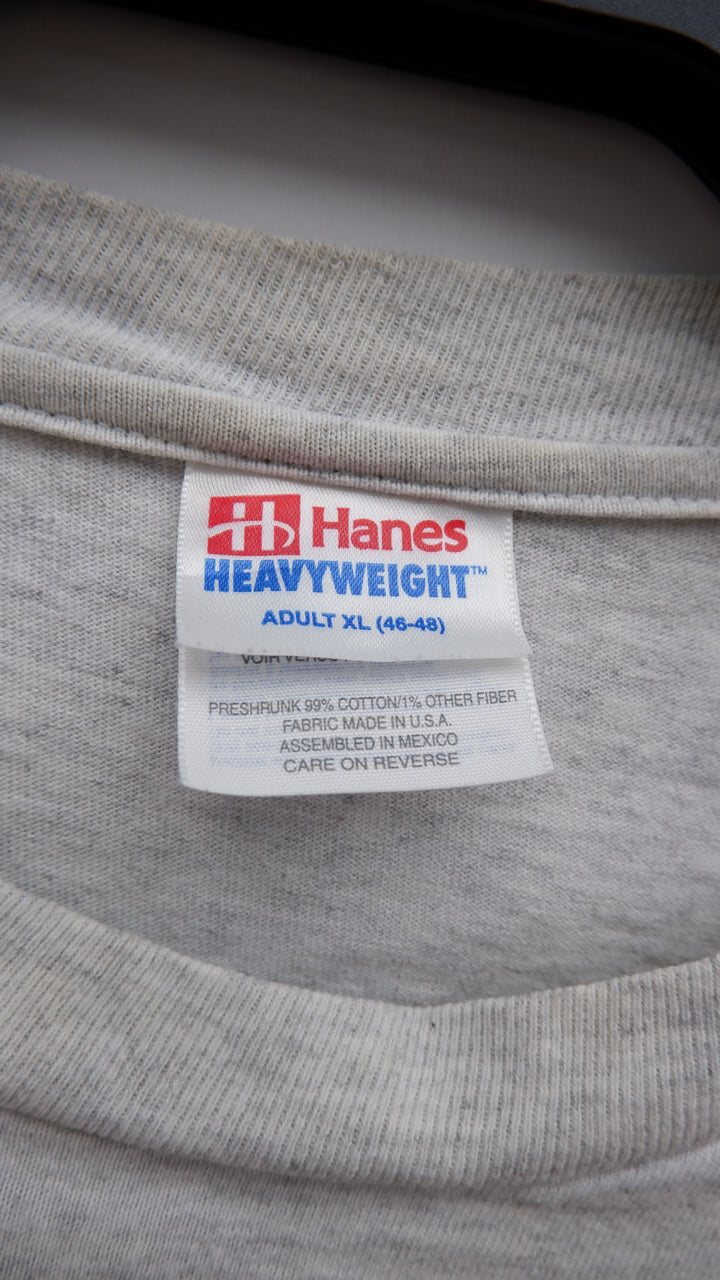 Hanes
HEAVYWEIGHT™
ADULT XL (46-48)
VOIR
PRESHRUNK 99% COTTON/1% OTHER FIBER
FABRIC MADE IN U.S.A.
ASSEMBLED IN MEXICO
CARE ON REVERSE